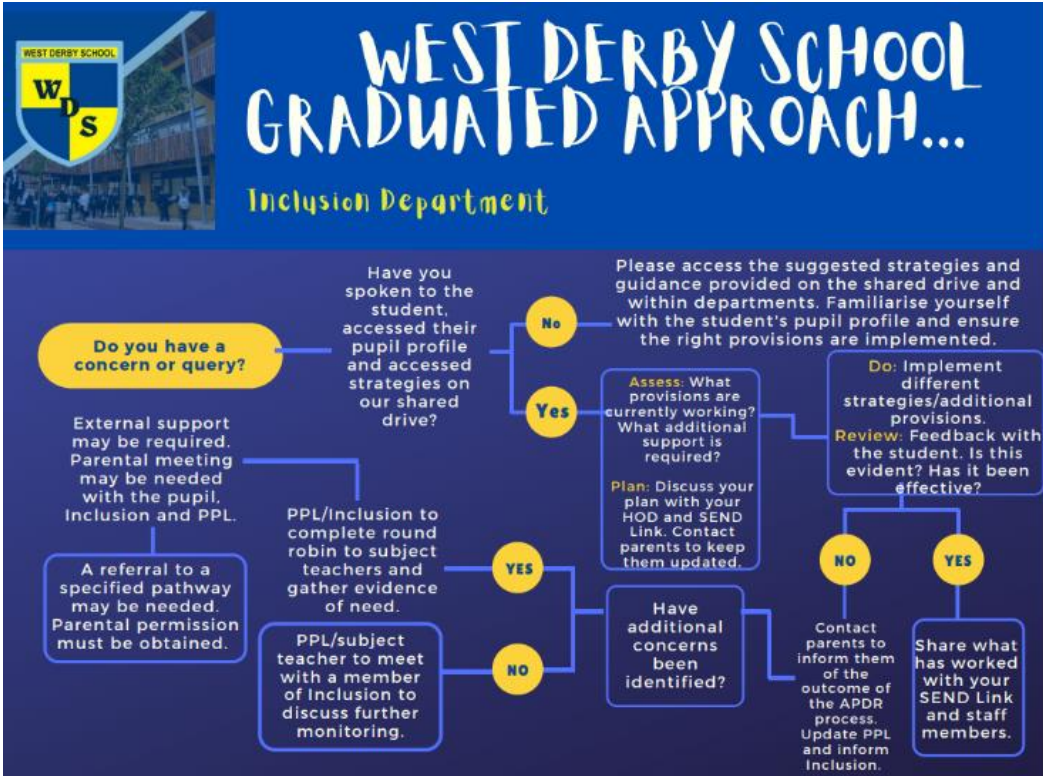 WEST DERBY SCHOOL
W
D
S
WEST DERBY SCHOOL
GRADUATED APPROACH...
Inclusion Department
Do you have a
concern or query?
Have you
spoken to the
student,
accessed their
pupil profile
and accessed
strategies on
our shared
drive?
No
Please access the suggested strategies and
guidance provided on the shared drive and
within departments. Familiarise yourself
with the student's pupil profile and ensure
the right provisions are implemented.
Yes
Assess: What
provisions are
currently working?
What additional
support is
required?
Plan: Discuss your
plan with your
HOD and SEND
Link. Contact
parents to keep
them updated.
Do: Implement
different
strategies/additional
provisions.
Review: Feedback with
the student. Is this
evident? Has it been
effective?
NO
YES
Contact
parents to
inform them
of the
outcome of
the APDR
process.
Update PPL
and inform
Inclusion.
Share what
has worked
with your
SEND Link
and staff
members.
Have
additional
concerns
been
identified?
YES
NO
PPL/Inclusion to
complete round
robin to subject
teachers and
gather evidence
of need.
PPL/subject
teacher to meet
with a member
of Inclusion to
discuss further
monitoring.
External support
may be required.
Parental meeting
may be needed
with the pupil,
Inclusion and PPL.
A referral to a
specified pathway
may be needed.
Parental permission
must be obtained.